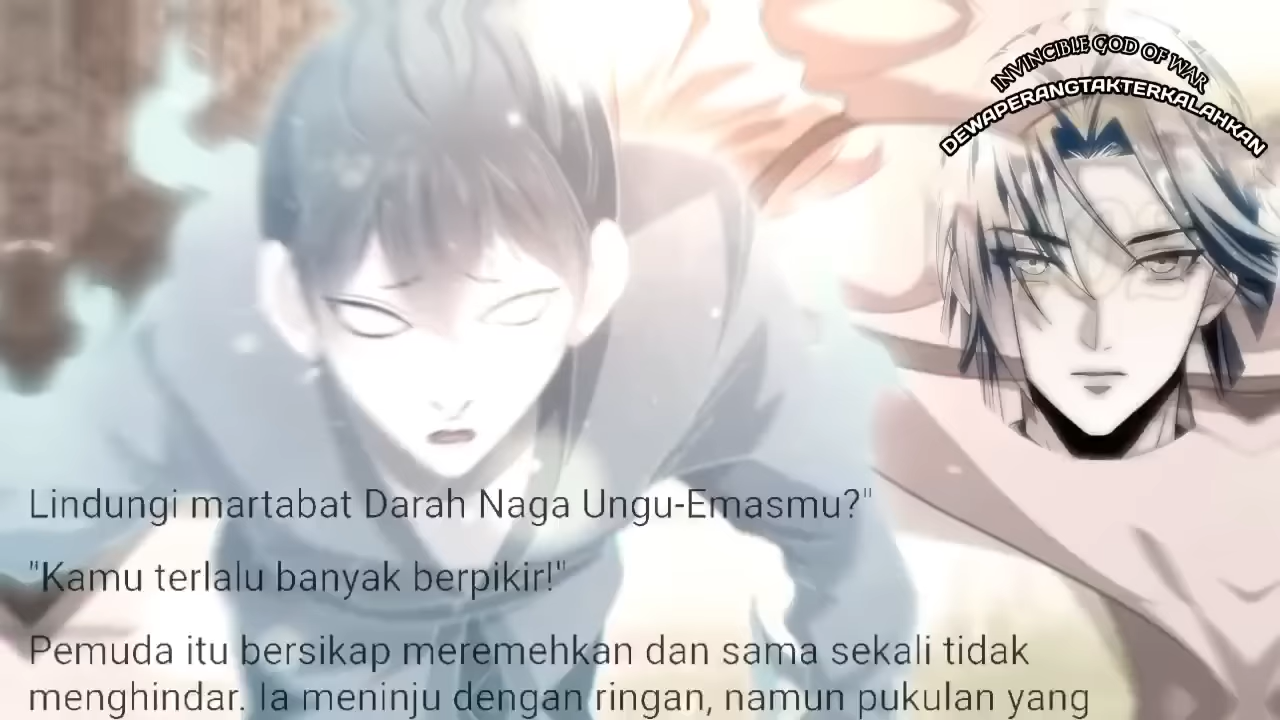 INVINCIBLE GOD OF WAR
DEWAPERANGTAKTERKALAHKAN
Lindungi martabat Darah Naga Ungu-Emasmu?"
"Kamu terlalu banyak berpikir!"
Pemuda itu bersikap meremehkan dan sama sekali tidak
menghindar. Ia meninju dengan ringan, namun pukulan yang